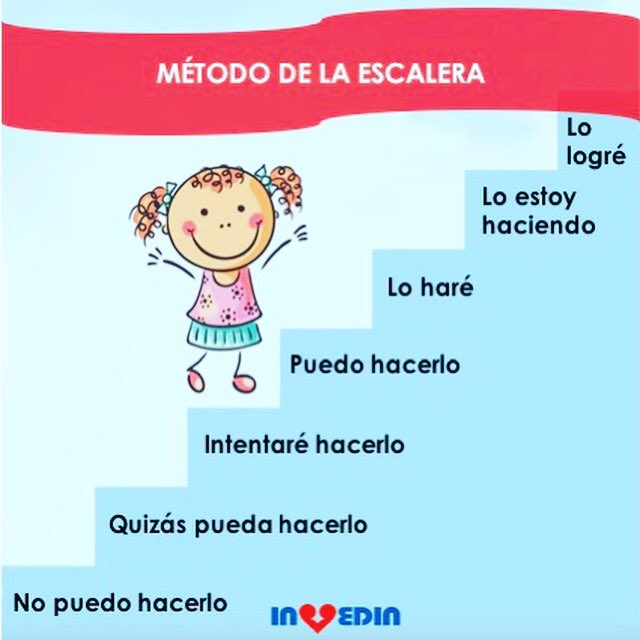 MÉTODO DE LA ESCALERA
Lo
logré
Lo estoy
haciendo
Lo haré
Puedo hacerlo
Intentaré hacerlo
Quizás pueda hacerlo
No puedo hacerlo
INVEDIN